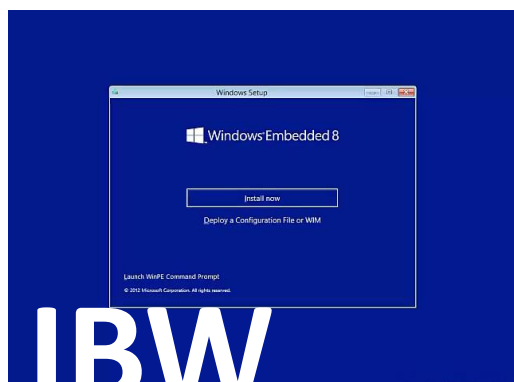 Windows Setup
Windows Embedded 8
Install now
Deploy a Configuration File or WIM
Launch WinPE Command Prompt
© 2012 Microsoft Corporation. All rights reserved.
IBW